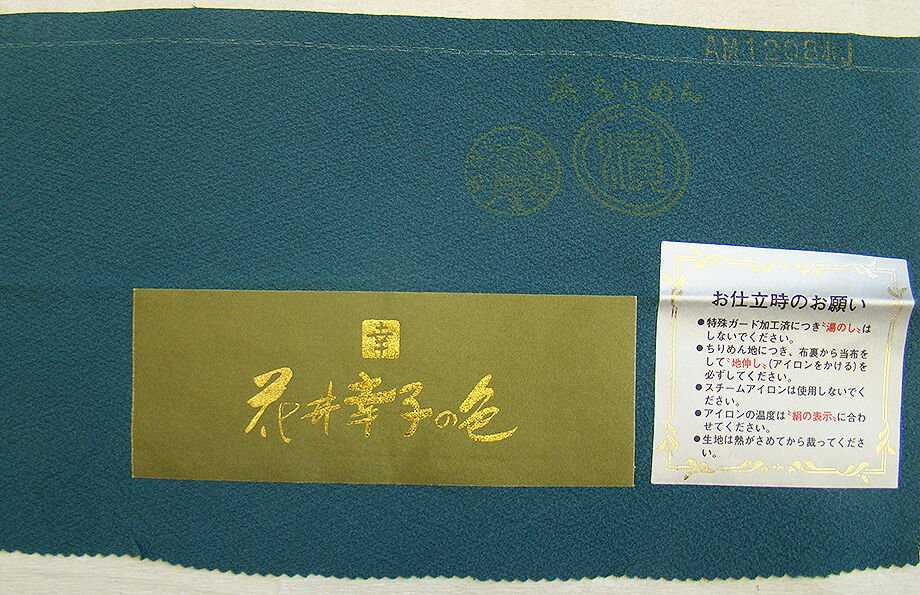 浜ちりめん
濱
幸
花井幸子の色
お仕立時のお願い
●特殊ガード加工済につき〝湯のし〟は
しないでください。
●ちりめん地につき、布裏から当布を
して〝地伸し〟(アイロンをかける)を
必ずしてください。
●スチームアイロンは使用しないでく
ださい。
●アイロンの温度は〝絹の表示〟に合わ
せてください。
●生地は熱がさめてから裁ってくださ
い。